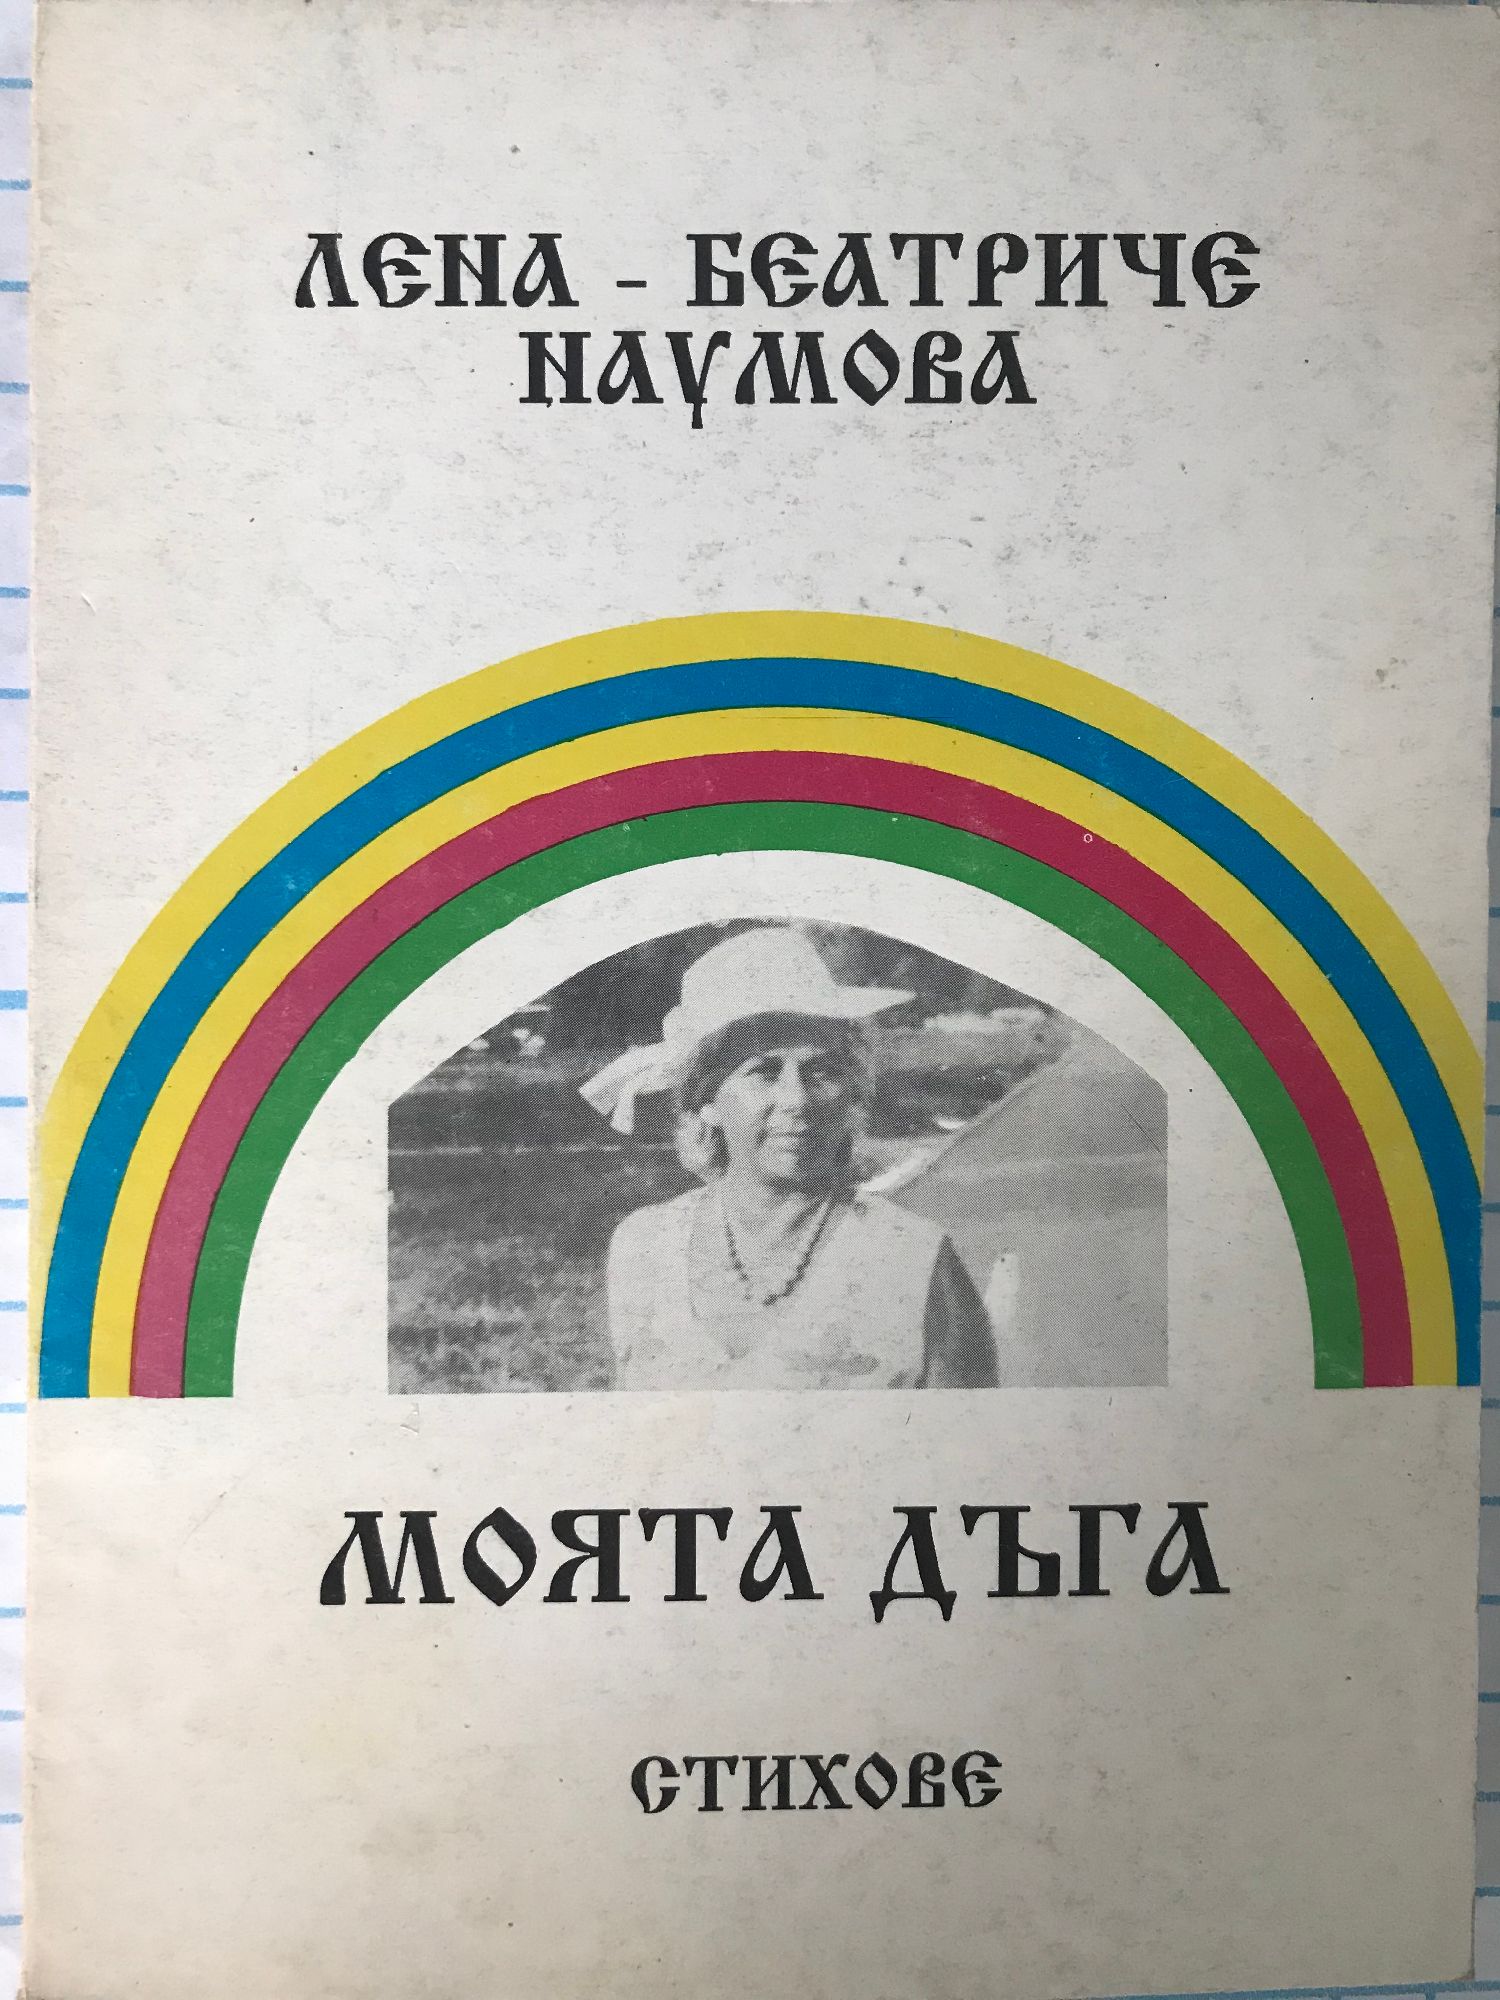 ЛЕНА - БЕАТРИЧЕ
НАУМОВА
МОЯТА ДЪГА
СТИХОВЕ